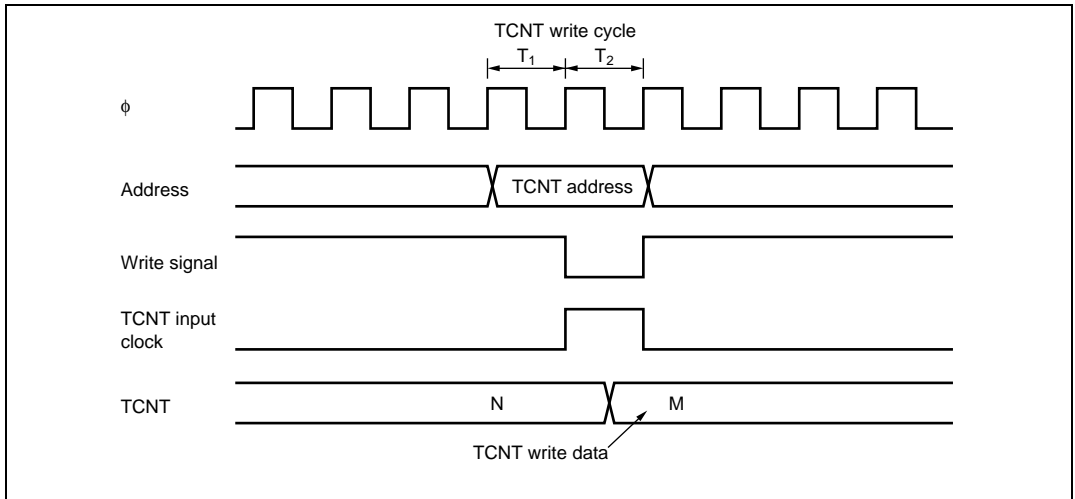 TCNT write cycle
T1 T2
ϕ
Address
TCNT address
Write signal
TCNT input
clock
TCNT
N
M
TCNT write data